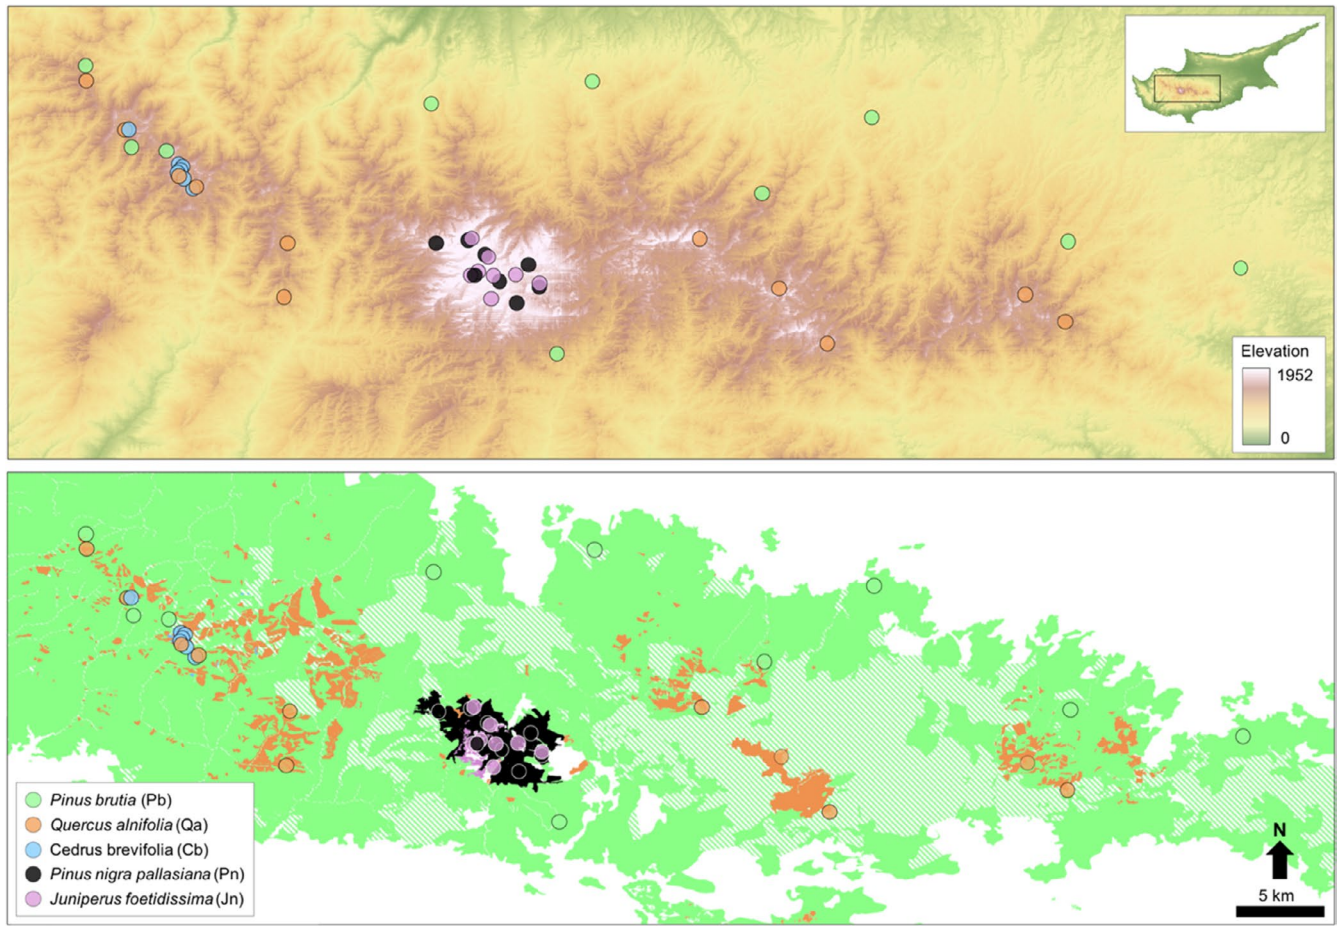 Elevation
1952
0
Pinus brutia (Pb)
Quercus alnifolia (Qa)
Cedrus brevifolia (Cb)
Pinus nigra pallasiana (Pn)
Juniperus foetidissima (Jn)
N
5 km